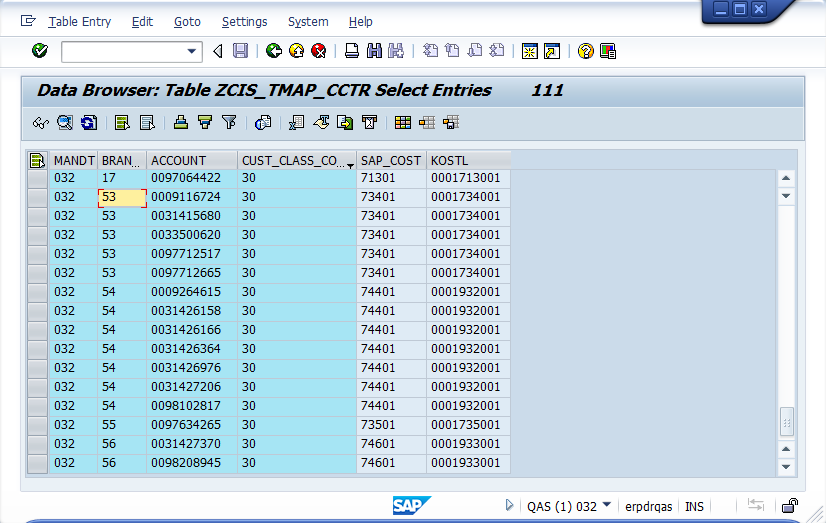 Table Entry Edit Goto Settings System Help
Data Browser: Table ZCIS_TMAP_CCTR Select Entries 111
MANDT BRAN... ACCOUNT CUST_CLASS_CO... SAP_COST KOSTL
032 17 0097064422 30 71301 0001713001
032 53 0009116724 30 73401 0001734001
032 53 0031415680 30 73401 0001734001
032 53 0033500620 30 73401 0001734001
032 53 0097712517 30 73401 0001734001
032 53 0097712665 30 73401 0001734001
032 54 0009264615 30 74401 0001932001
032 54 0031426158 30 74401 0001932001
032 54 0031426166 30 74401 0001932001
032 54 0031426364 30 74401 0001932001
032 54 0031426976 30 74401 0001932001
032 54 0031427206 30 74401 0001932001
032 54 0098102817 30 74401 0001932001
032 55 0097634265 30 73501 0001735001
032 56 0031427370 30 74601 0001933001
032 56 0098208945 30 74601 0001933001
SAP QAS (1) 032 erpdrqas INS